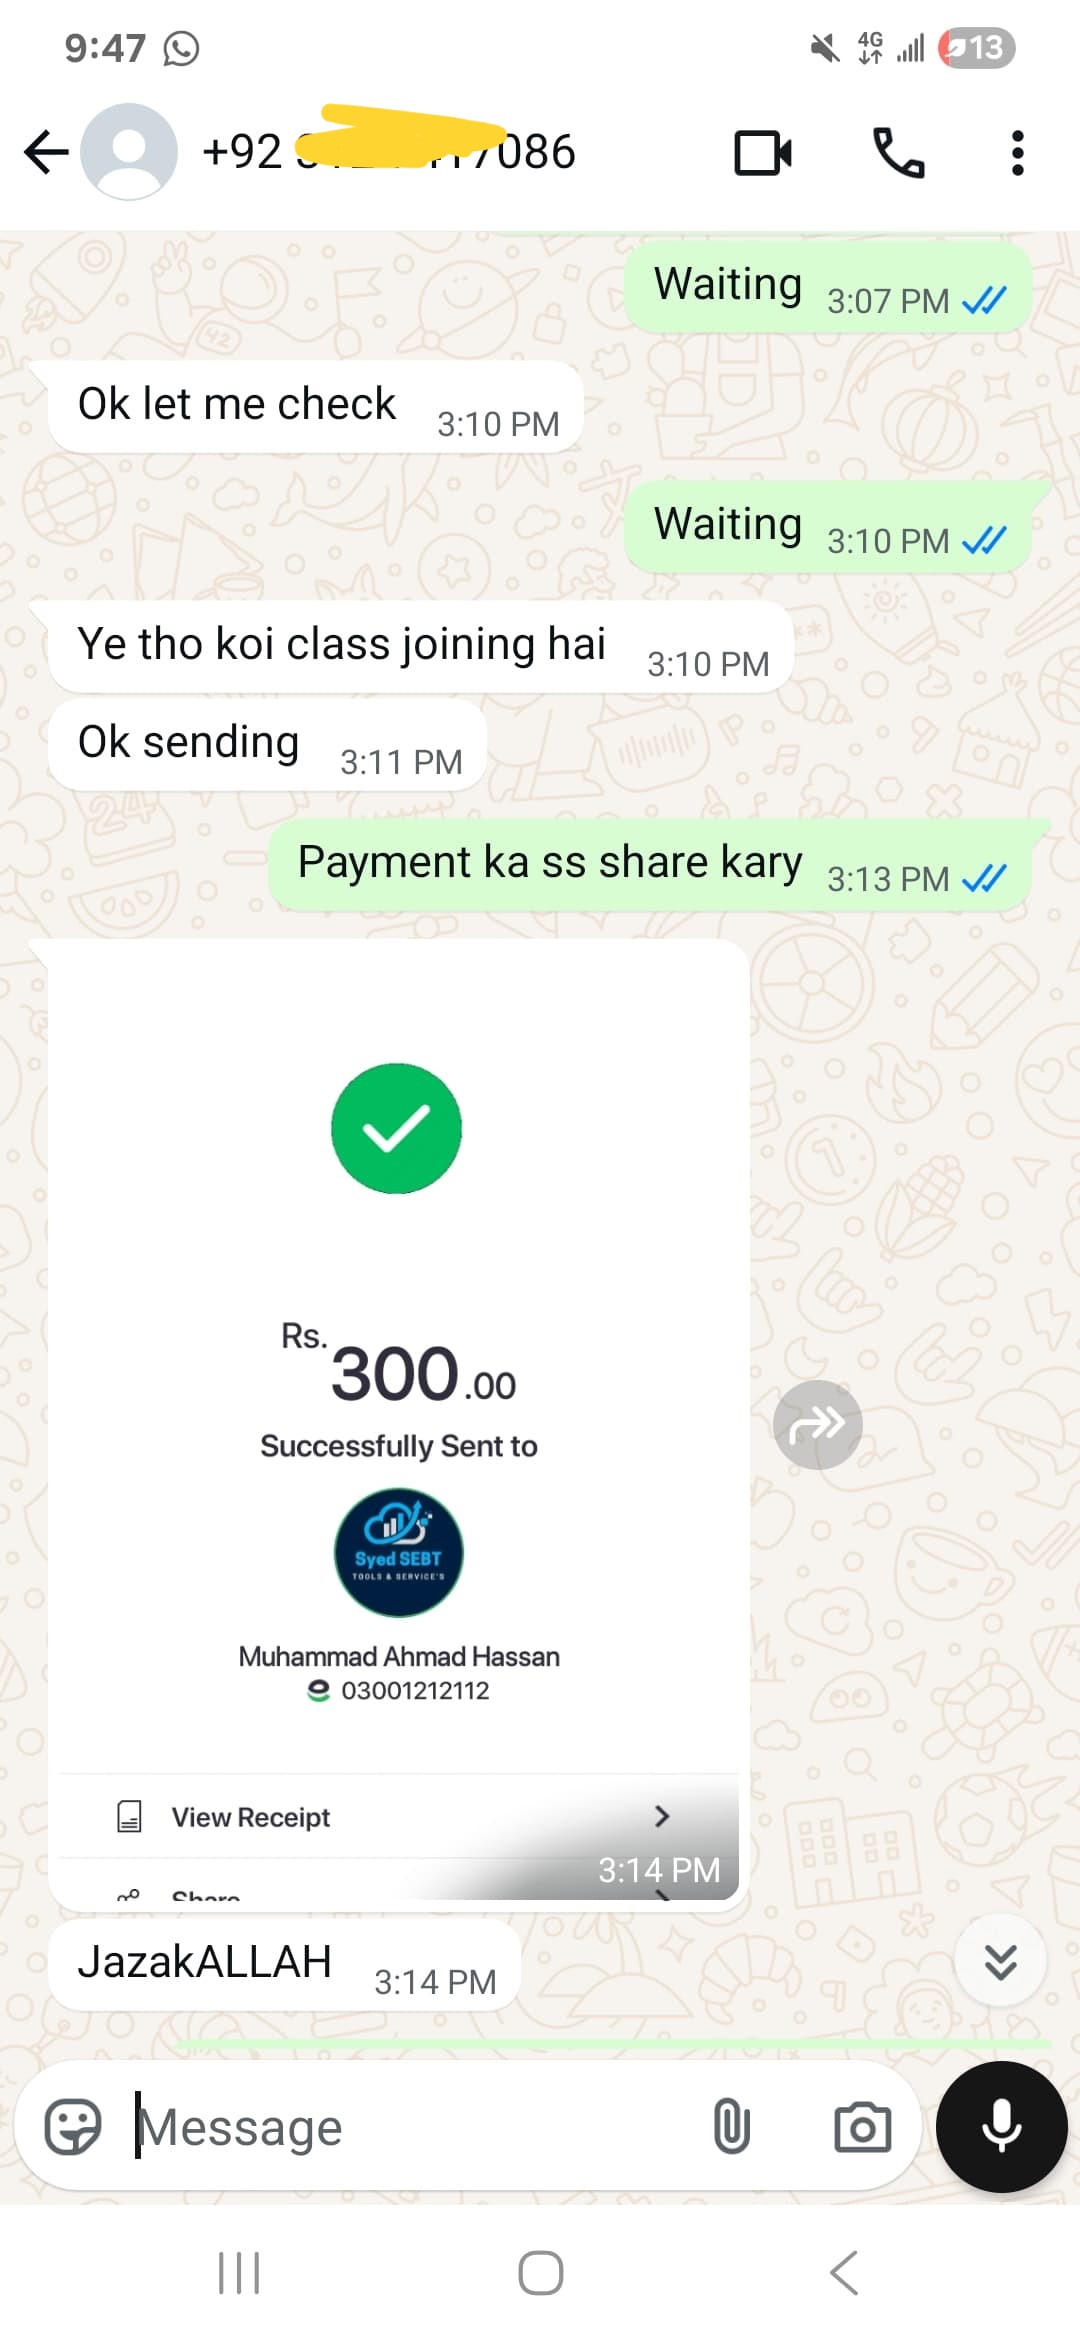 9:47
4G
13
+92 7086
Waiting 3:07 PM
Ok let me check 3:10 PM
Waiting 3:10 PM
Ye tho koi class joining hai 3:10 PM
Ok sending 3:11 PM
Payment ka ss share kary 3:13 PM
Rs. 300.00
Successfully Sent to
Syed SEBT
TOOLS & SERVICE'S
Muhammad Ahmad Hassan
03001212112
View Receipt
Share
3:14 PM
JazakALLAH 3:14 PM
Message